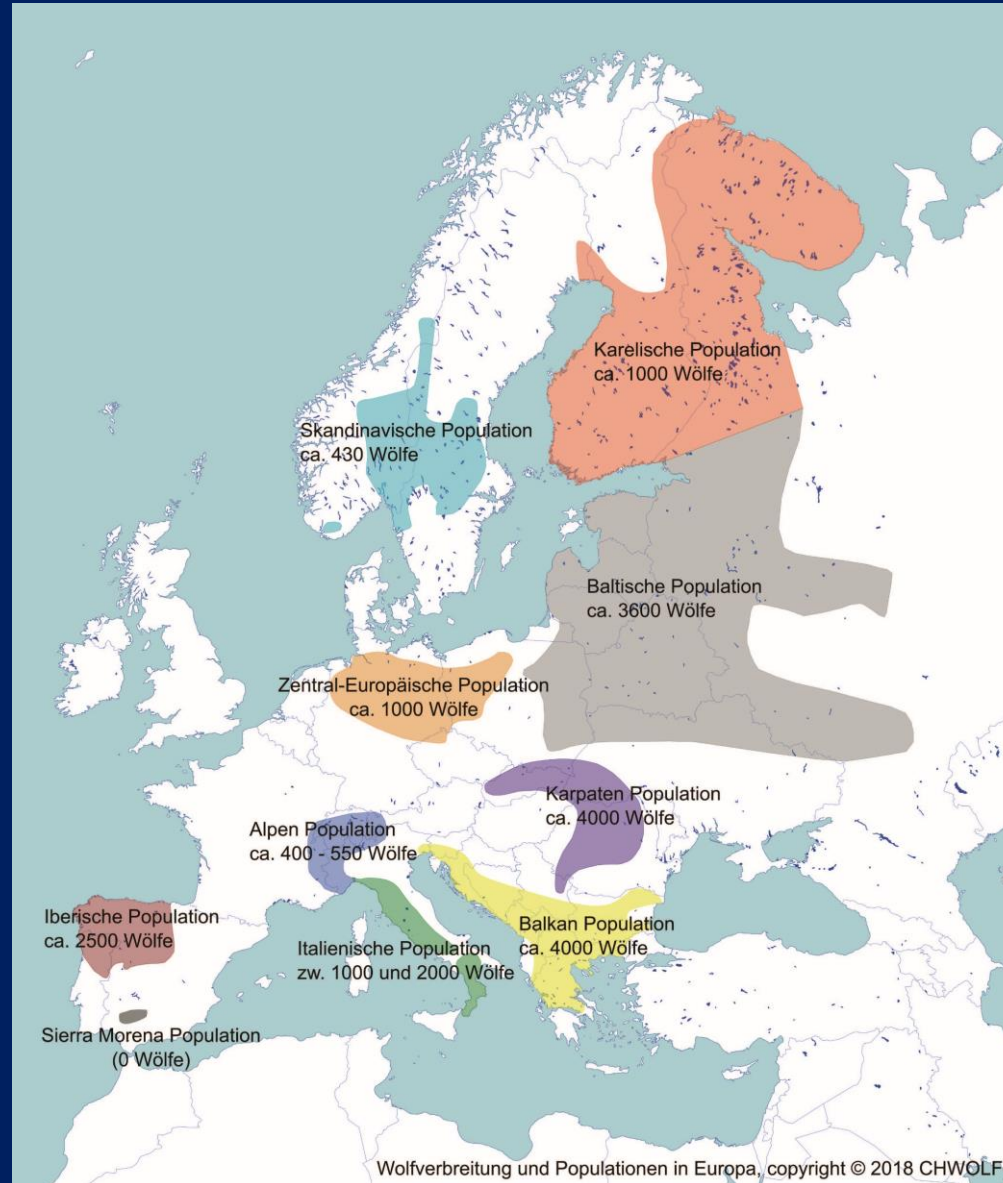 Karelische Population
ca. 1000 Wölfe
Skandinavische Population
ca. 430 Wölfe
Baltische Population
ca. 3600 Wölfe
Zentral-Europäische Population
ca. 1000 Wölfe
Karpaten Population
ca. 4000 Wölfe
Alpen Population
ca. 400 - 550 Wölfe
Iberische Population
ca. 2500 Wölfe
Balkan Population
ca. 4000 Wölfe
Italienische Population
zw. 1000 und 2000 Wölfe
Sierra Morena Population
(0 Wölfe)
Wolfverbreitung und Populationen in Europa, copyright © 2018 CHWOLF